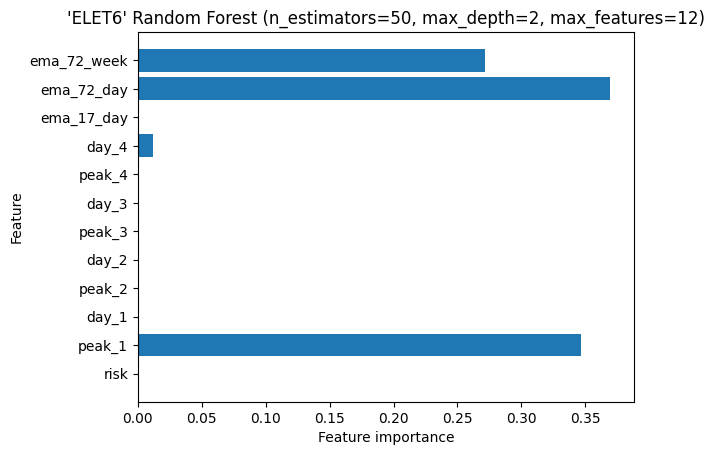 'ELET6' Random Forest (n_estimators=50, max_depth=2, max_features=12)
ema_72_week
ema_72_day
ema_17_day
day_4
peak_4
day_3
peak_3
day_2
peak_2
day_1
peak_1
risk
Feature
0.00 0.05 0.10 0.15 0.20 0.25 0.30 0.35
Feature importance